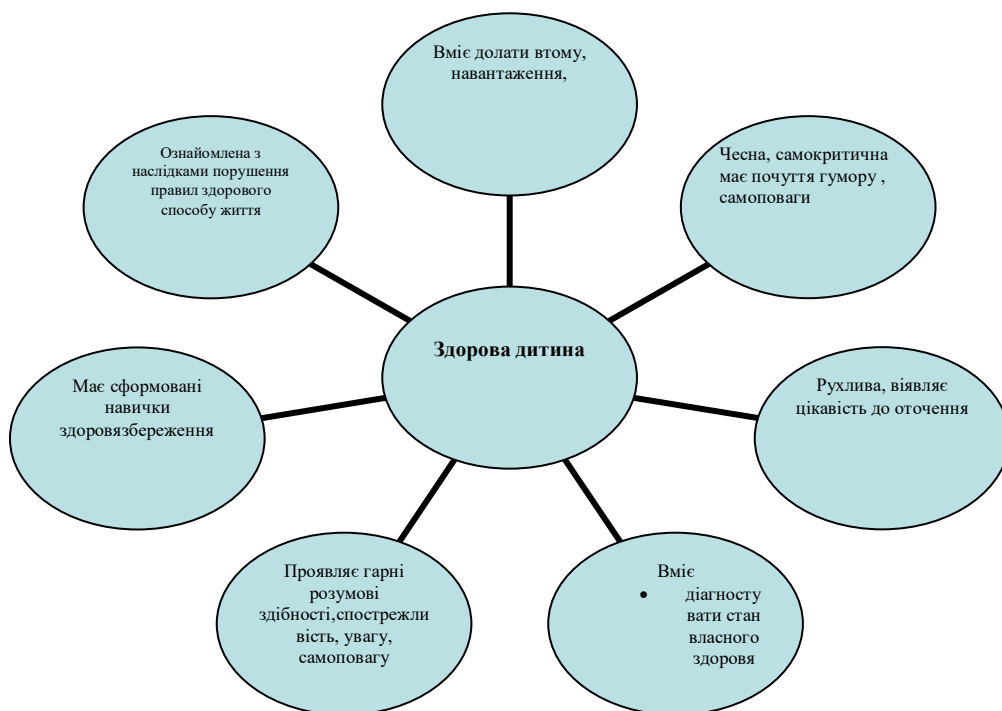 Вміє долати втому,
навантаження,
Ознайомлена з
наслідками порушення
правил здорового
способу життя
Чесна, самокритична
має почуття гумору ,
самоповаги
Здорова дитина
Має сформовані
навички
здоровязбереження
Рухлива, віявляє
цікавість до оточення
Проявляє гарні
розумові
здібності,спостережли
вість, увагу,
самоповагу
Вміє
• діагносту
вати стан
власного
здоровя